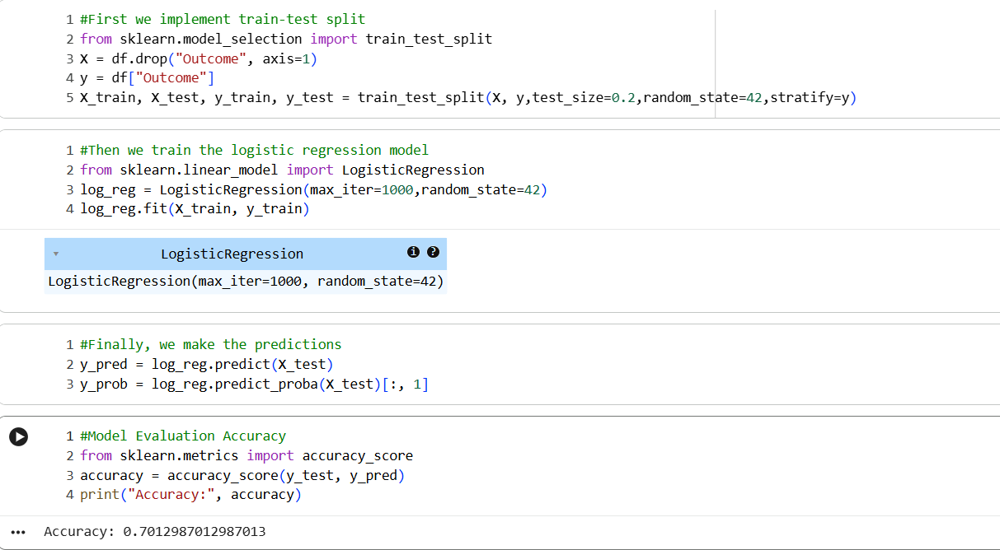 1 #First we implement train-test split
2 from sklearn.model_selection import train_test_split
3 X = df.drop("Outcome", axis=1)
4 y = df["Outcome"]
5 X_train, X_test, y_train, y_test = train_test_split(X, y,test_size=0.2,random_state=42,stratify=y)
1 #Then we train the logistic regression model
2 from sklearn.linear_model import LogisticRegression
3 log_reg = LogisticRegression(max_iter=1000,random_state=42)
4 log_reg.fit(X_train, y_train)
LogisticRegression i ?
LogisticRegression(max_iter=1000, random_state=42)
1 #Finally, we make the predictions
2 y_pred = log_reg.predict(X_test)
3 y_prob = log_reg.predict_proba(X_test)[:, 1]
1 #Model Evaluation Accuracy
2 from sklearn.metrics import accuracy_score
3 accuracy = accuracy_score(y_test, y_pred)
4 print("Accuracy:", accuracy)
Accuracy: 0.7012987012987013